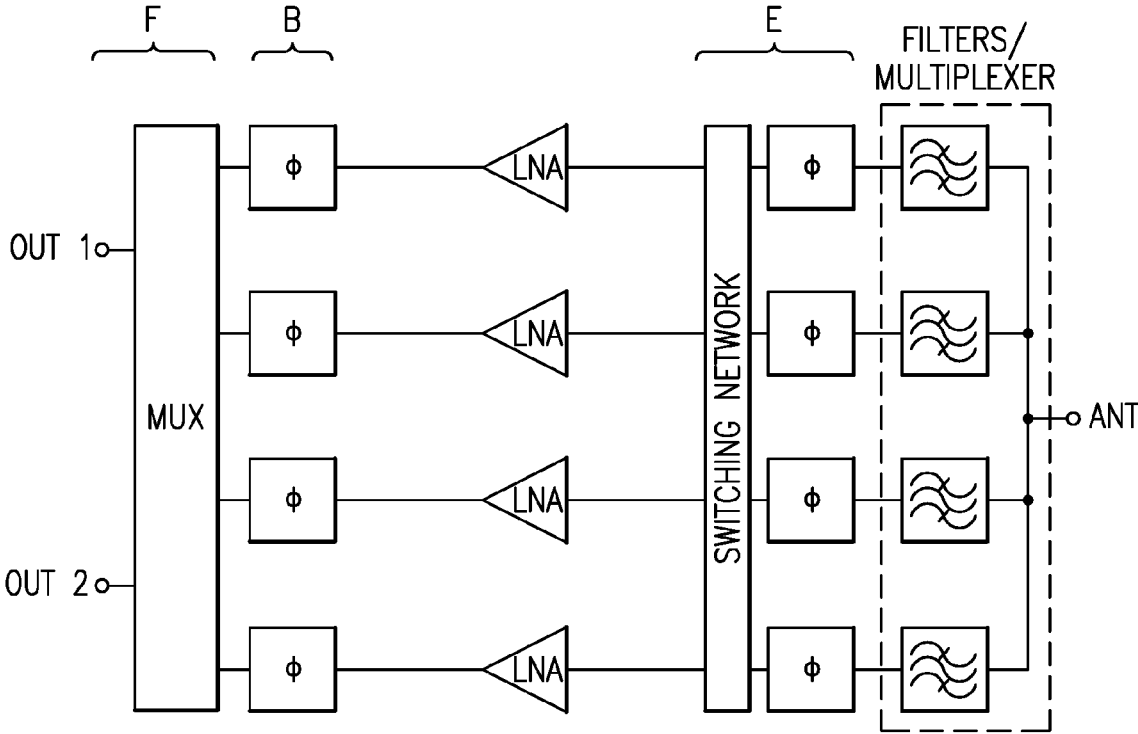 F
B
E
FILTERS/
MULTIPLEXER
ϕ
LNA
ϕ
OUT 1
ϕ
LNA
ϕ
MUX
SWITCHING NETWORK
ANT
ϕ
LNA
ϕ
OUT 2
ϕ
LNA
ϕ